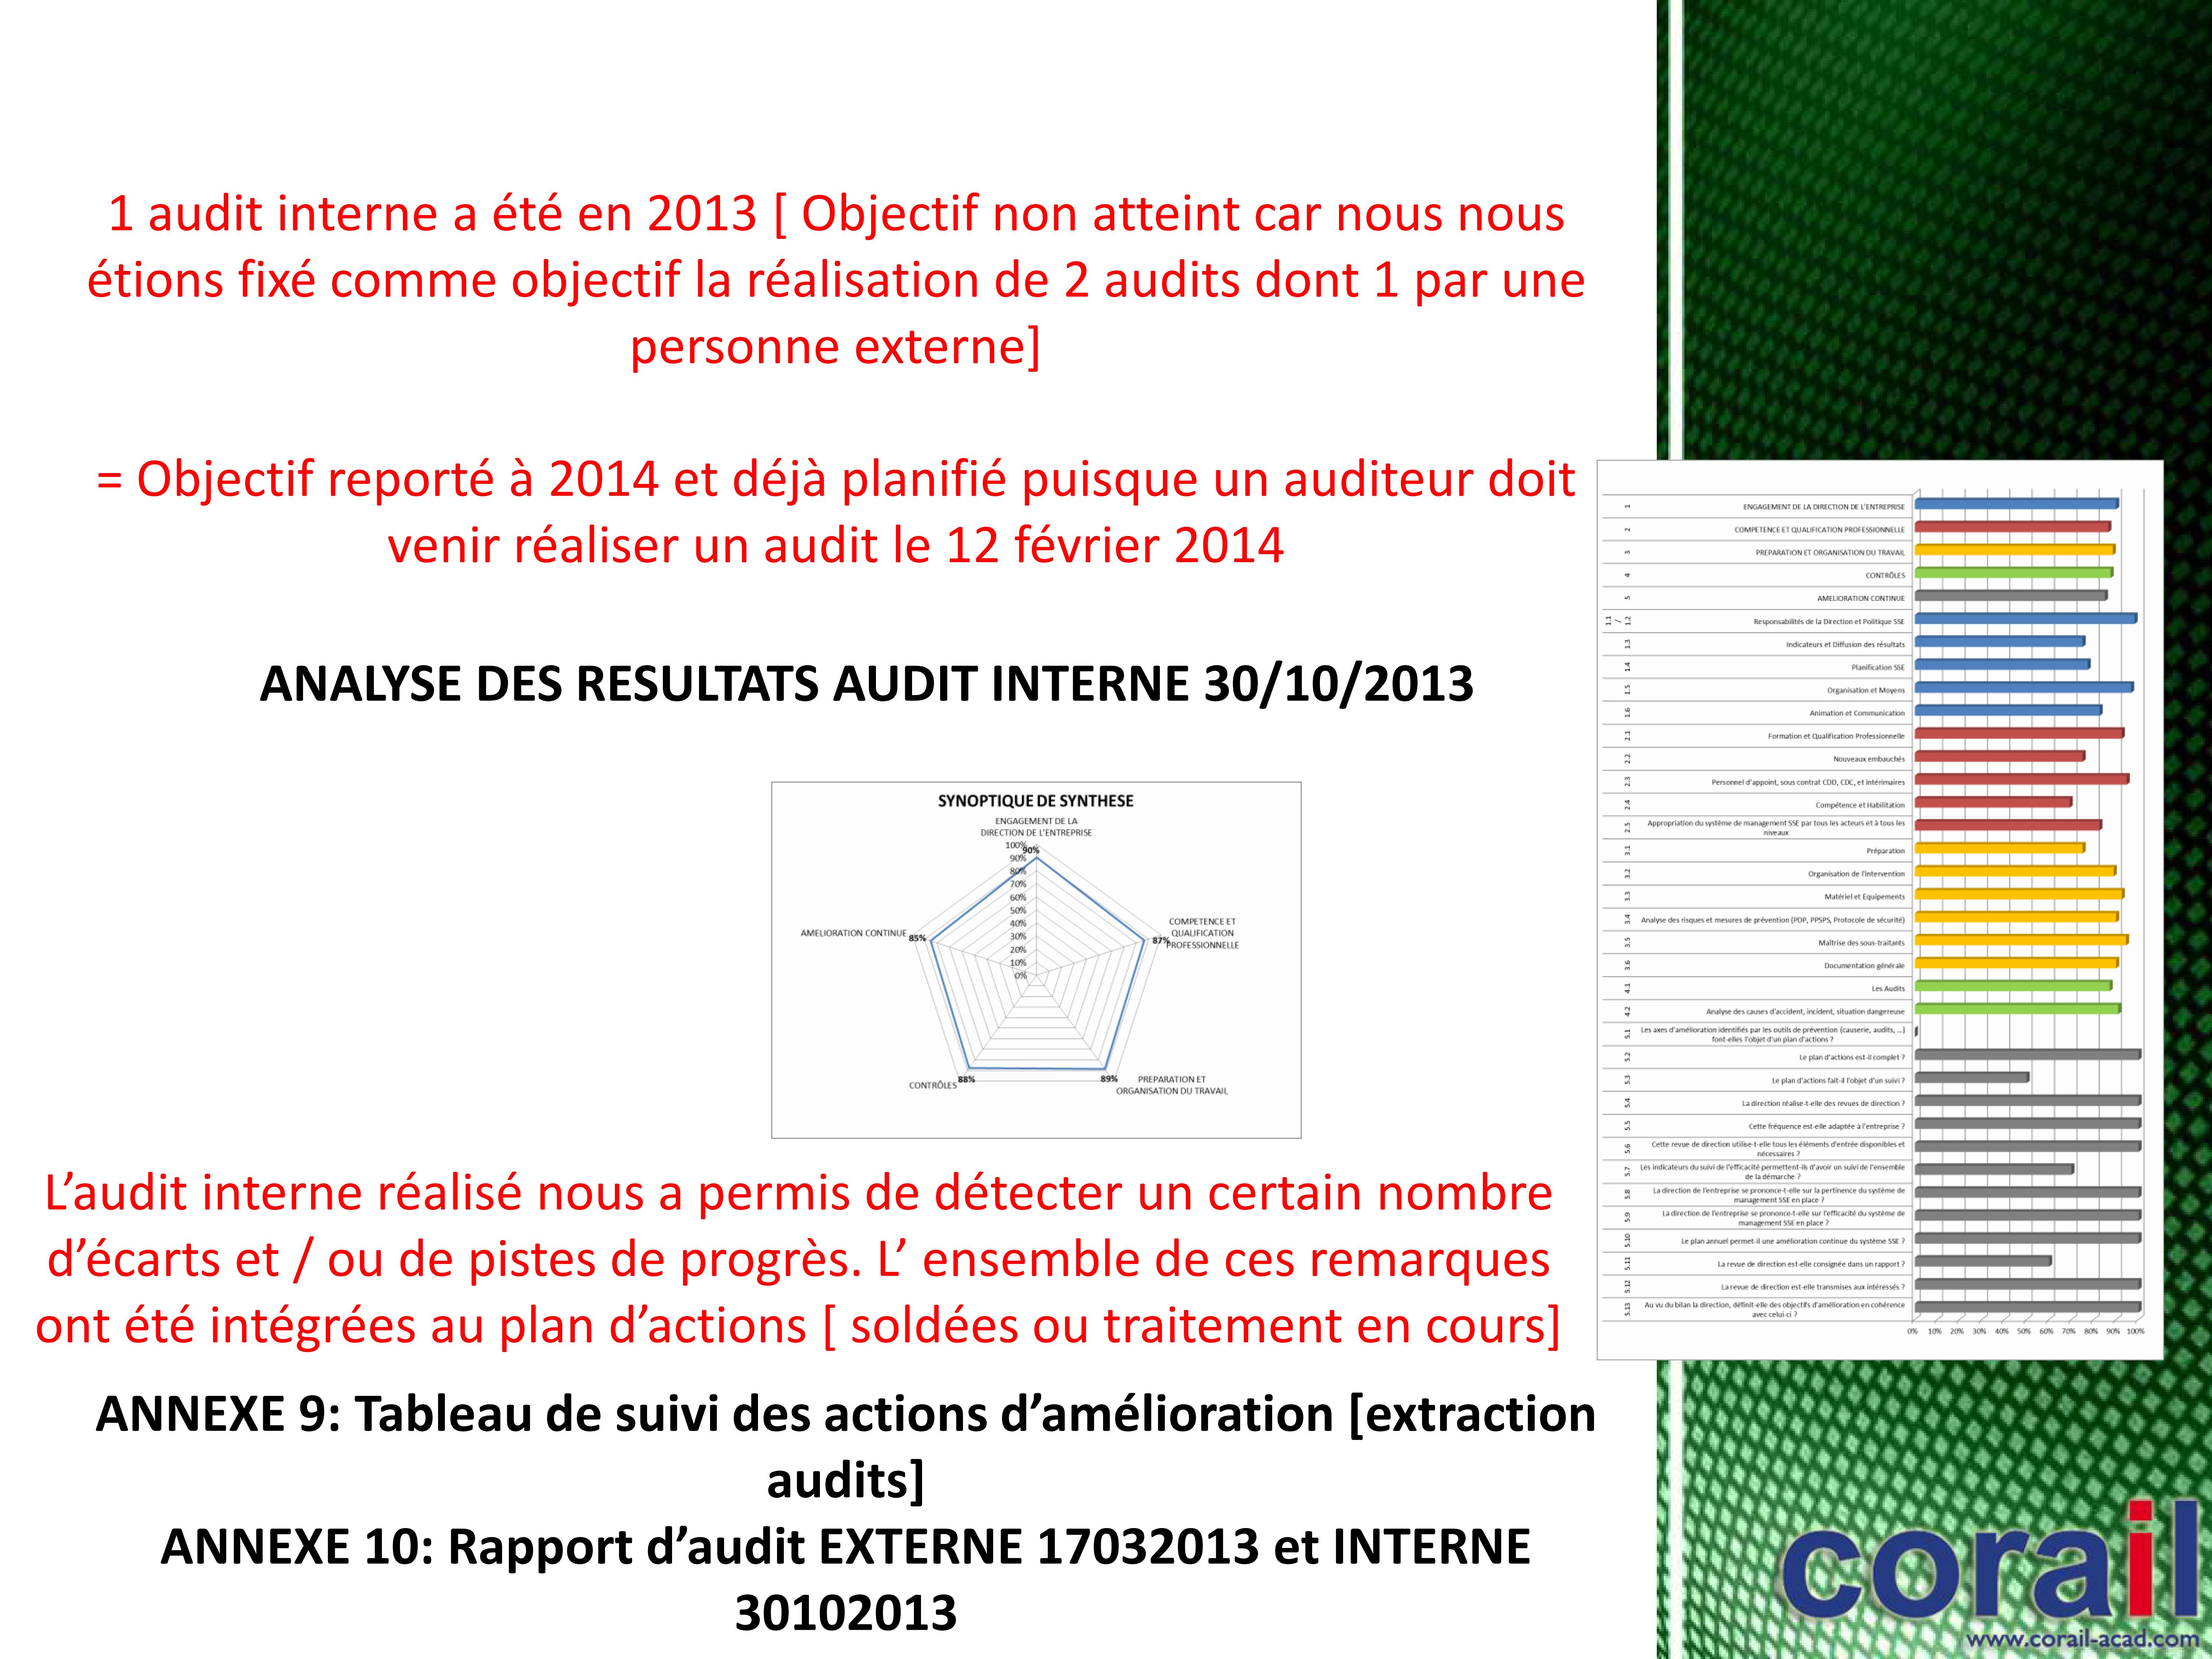 1 audit interne a été en 2013 [ Objectif non atteint car nous nous
étions fixé comme objectif la réalisation de 2 audits dont 1 par une
personne externe]
= Objectif reporté à 2014 et déjà planifié puisque un auditeur doit
venir réaliser un audit le 12 février 2014
ANALYSE DES RESULTATS AUDIT INTERNE 30/10/2013
SYNOPTIQUE DE SYNTHESE
ENGAGEMENT DE LA
DIRECTION DE L'ENTREPRISE
100%
90%
90%
80%
70%
60%
50%
40%
30%
20%
10%
0%
COMPETENCE ET
QUALIFICATION
PROFESSIONNELLE
87%
AMELIORATION CONTINUE
85%
CONTRÔLES
88%
89%
PREPARATION ET
ORGANISATION DU TRAVAIL
L’audit interne réalisé nous a permis de détecter un certain nombre
d’écarts et / ou de pistes de progrès. L’ ensemble de ces remarques
ont été intégrées au plan d’actions [ soldées ou traitement en cours]
ANNEXE 9: Tableau de suivi des actions d’amélioration [extraction
audits]
ANNEXE 10: Rapport d’audit EXTERNE 17032013 et INTERNE
30102013
1 ENGAGEMENT DE LA DIRECTION DE L'ENTREPRISE
2 COMPETENCE ET QUALIFICATION PROFESSIONNELLE
3 PREPARATION ET ORGANISATION DU TRAVAIL
4 CONTRÔLES
5 AMELIORATION CONTINUE
1.1 / 1.2 Responsabilités de la Direction et Politique SSE
1.3 Indicateurs et Diffusion des résultats
1.4 Planification SSE
1.5 Organisation et Moyens
1.6 Animation et Communication
2.1 Formation et Qualification Professionnelle
2.2 Nouveaux embauchés
2.3 Personnel d'appoint, sous contrat CDD, CDC, et intérimaires
2.4 Compétence et Habilitation
2.5 Appropriation du système de management SSE par tous les acteurs et à tous les
niveaux
3.1 Préparation
3.2 Organisation de l'intervention
3.3 Matériel et Equipements
3.4 Analyse des risques et mesures de prévention (PDP, PPSPS, Protocole de sécurité)
3.5 Maîtrise des sous-traitants
3.6 Documentation générale
4.1 Les Audits
4.2 Analyse des causes d'accident, incident, situation dangereuse
5.1 Les axes d'amélioration identifiés par les outils de prévention (causerie, audits, …)
font-elles l'objet d'un plan d'actions ?
5.2 Le plan d'actions est-il complet ?
5.3 Le plan d'actions fait-il l'objet d'un suivi ?
5.4 La direction réalise-t-elle des revues de direction ?
5.5 Cette fréquence est-elle adaptée à l'entreprise ?
5.6 Cette revue de direction utilise-t-elle tous les éléments d'entrée disponibles et
nécessaires ?
5.7 Les indicateurs du suivi de l'efficacité permettent-ils d'avoir un suivi de l'ensemble
de la démarche ?
5.8 La direction de l'entreprise se prononce-t-elle sur la pertinence du système de
management SSE en place ?
5.9 La direction de l'entreprise se prononce-t-elle sur l'efficacité du système de
management SSE en place ?
5.10 Le plan annuel permet-il une amélioration continue du système SSE ?
5.11 La revue de direction est-elle consignée dans un rapport ?
5.12 La revue de direction est-elle transmises aux intéressés ?
5.13 Au vu du bilan la direction, définit-elle des objectifs d'amélioration en cohérence
avec celui-ci ?
0% 10% 20% 30% 40% 50% 60% 70% 80% 90% 100%
corail
www.corail-acad.com